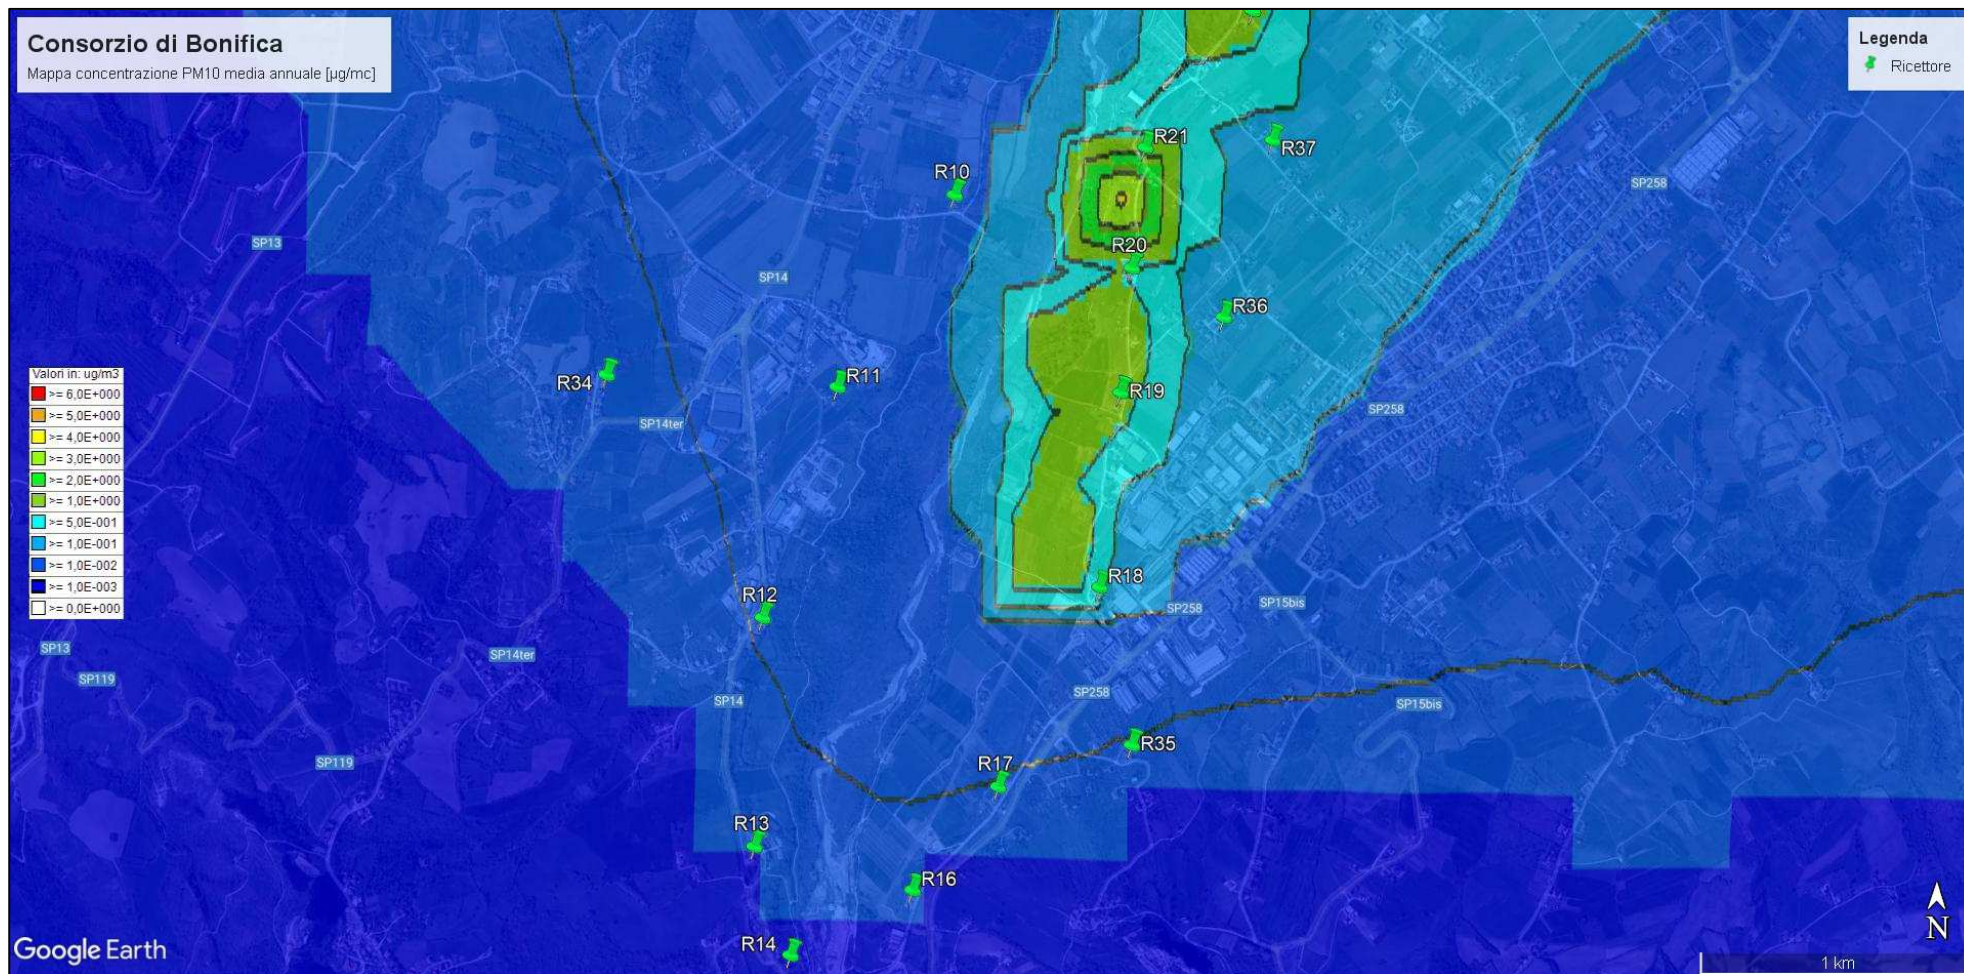 Consorzio di Bonifica
Mappa concentrazione PM10 media annuale [µg/mc]
Legenda
Ricettore
R21
R37
R10
SP258
SP13
R20
SP14
R36
R34
R11
R19
SP258
SP14ter
Valori in: ug/m3
>= 6,0E+000
>= 5,0E+000
>= 4,0E+000
>= 3,0E+000
>= 2,0E+000
>= 1,0E+000
>= 5,0E-001
>= 1,0E-001
>= 1,0E-002
>= 1,0E-003
>= 0,0E+000
R18
R12
SP258
SP15bis
SP13
SP14ter
SP119
SP14
SP258
SP15bis
R35
SP119
R17
R13
R16
R14
N
Google Earth
1 km